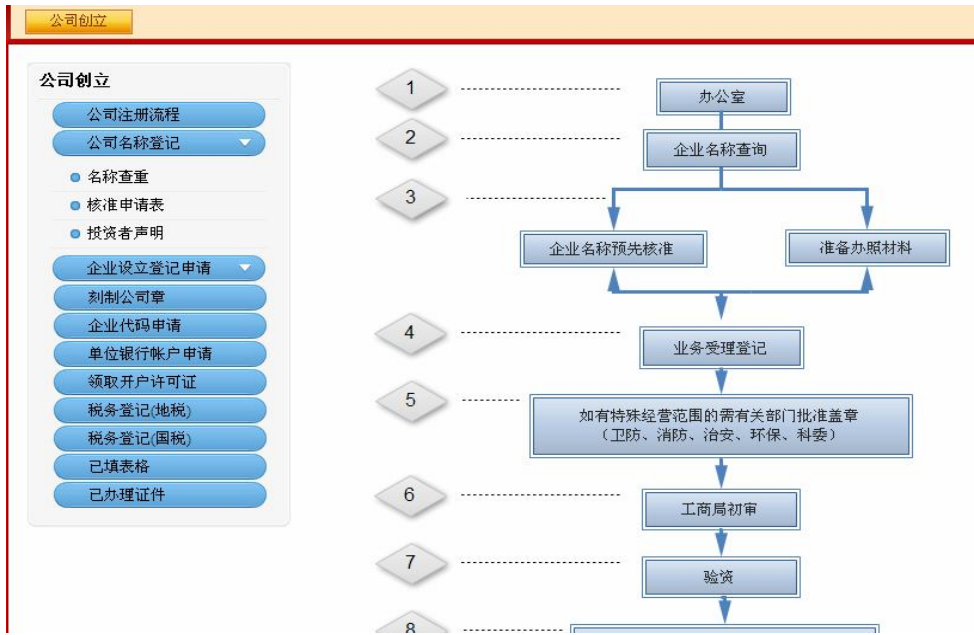 公司创立
公司创立
公司注册流程
公司名称登记
名称查重
核准申请表
投资者声明
企业设立登记申请
刻制公司章
企业代码申请
单位银行帐户申请
领取开户许可证
税务登记(地税)
税务登记(国税)
已填表格
已办理证件
1
办公室
2
企业名称查询
3
企业名称预先核准
准备办照材料
4
业务受理登记
5
如有特殊经营范围的需有关部门批准盖章
（卫防、消防、治安、环保、科委）
6
工商局初审
7
验资
8